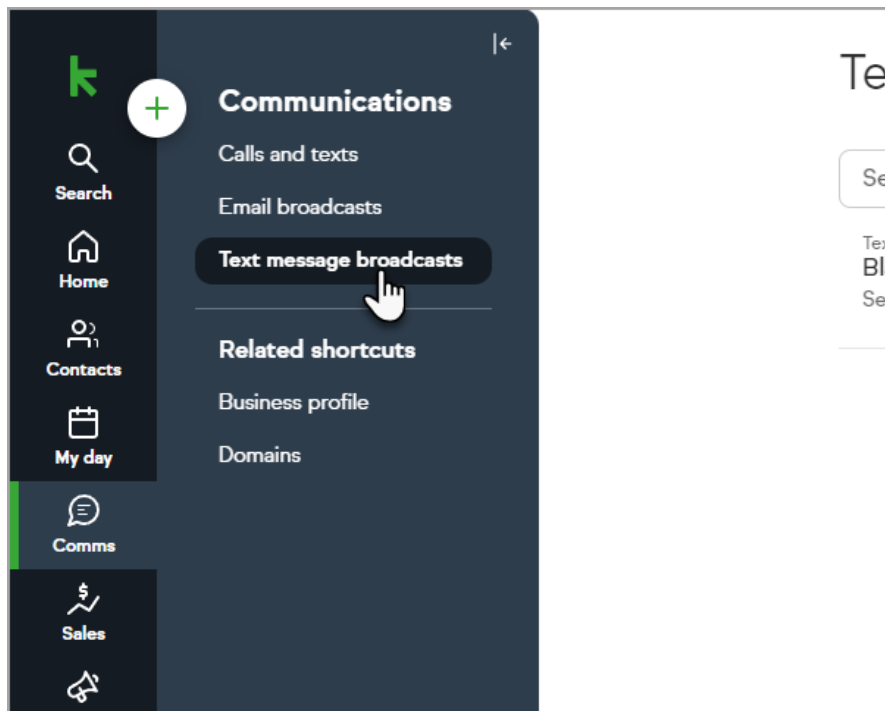 Search
Home
Contacts
My day
Comms
Sales
Communications
Calls and texts
Email broadcasts
Text message broadcasts
Related shortcuts
Business profile
Domains
Te
Se
Tex
Bl
Se